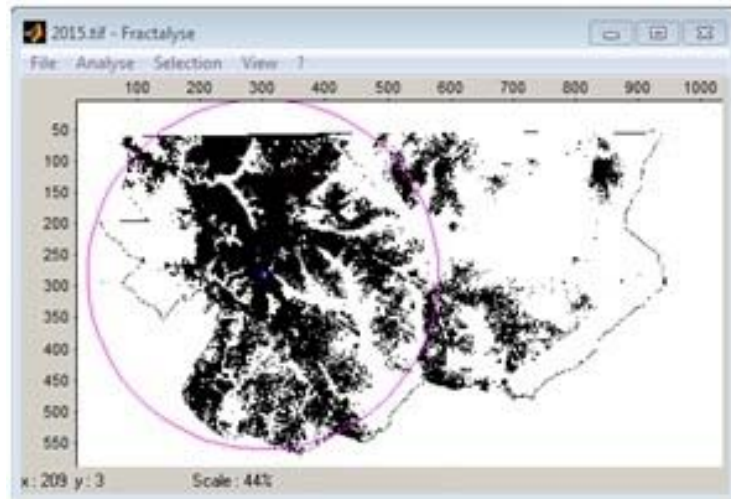 2015.tif - Fractalyse
File Analyse Selection View ?
100 200 300 400 500 600 700 800 900 1000
50
100
150
200
250
300
350
400
450
500
550
x : 209 y : 3 Scale : 44%